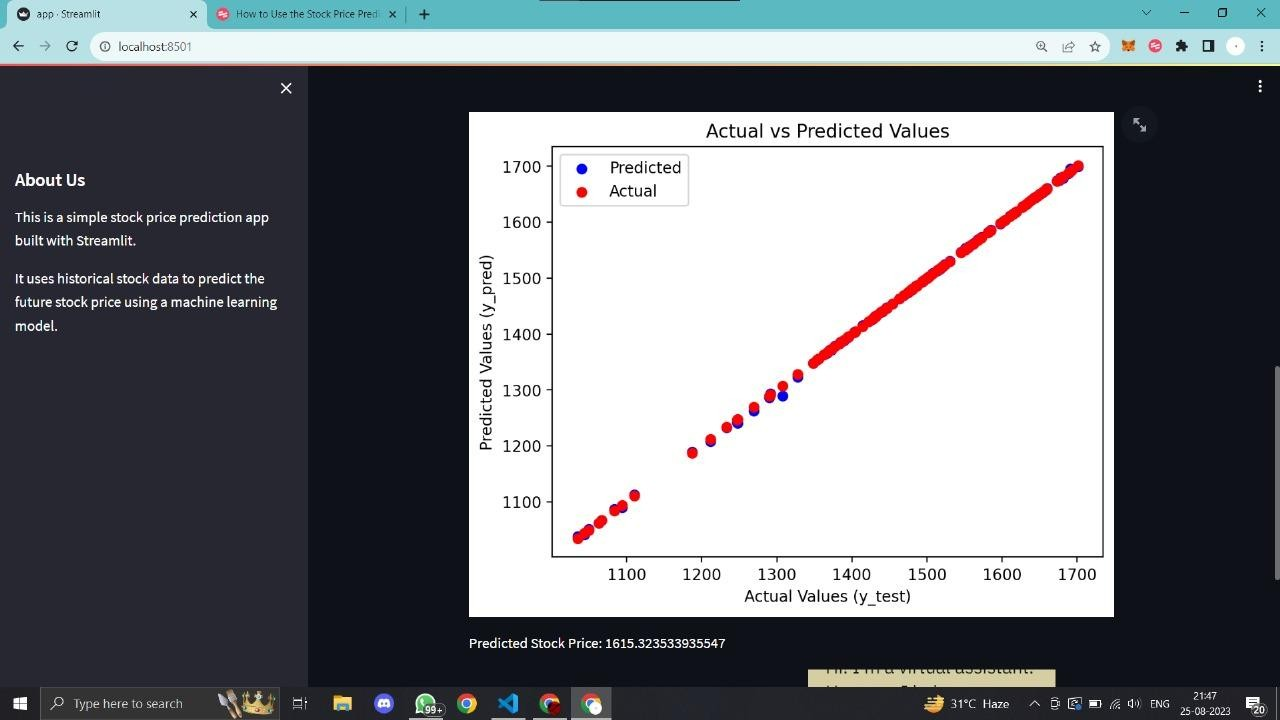 app · Streamlit
How to Use the Stock Price Pred
localhost:8501
About Us
This is a simple stock price prediction app
built with Streamlit.
It uses historical stock data to predict the
future stock price using a machine learning
model.
Actual vs Predicted Values
Predicted
Actual
1700
1600
1500
1400
1300
1200
1100
Predicted Values (y_pred)
1100 1200 1300 1400 1500 1600 1700
Actual Values (y_test)
Predicted Stock Price: 1615.323533935547
Hi! I'm a virtual assistant.
Type here to search
99+
31°C Haze
ENG
21:47
25-08-2023
20